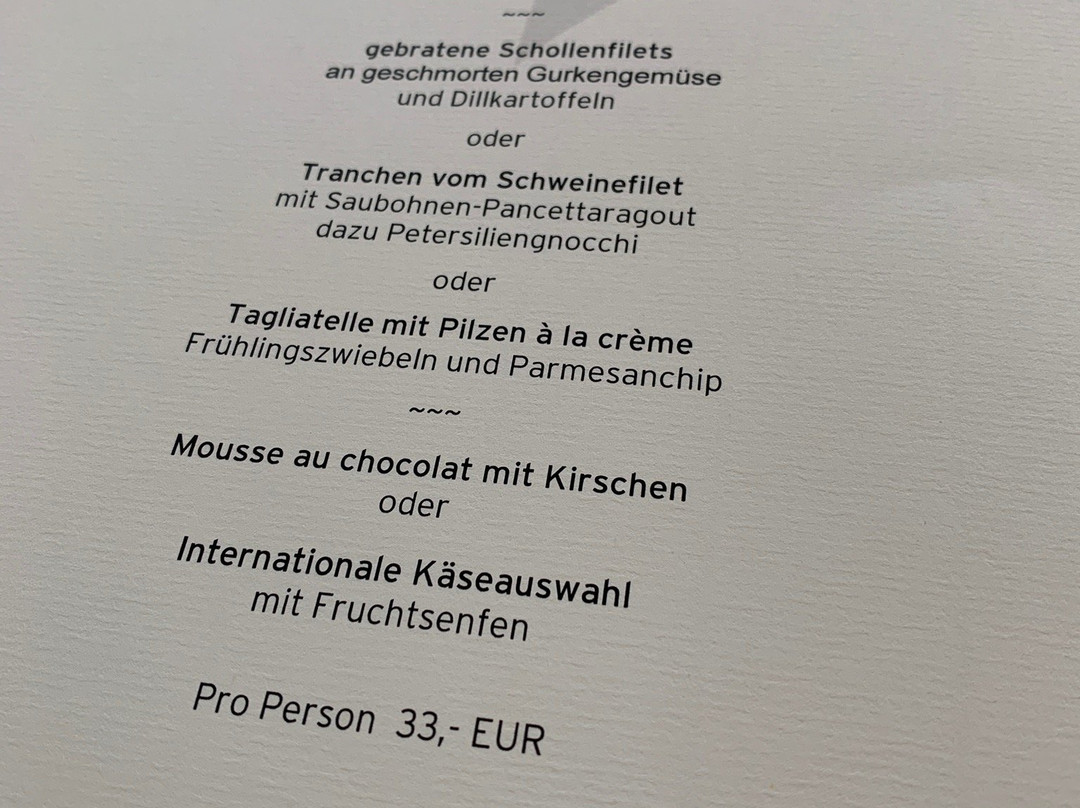 ~~~
gebratene Schollenfilets
an geschmorten Gurkengemüse
und Dillkartoffeln
oder
Tranchen vom Schweinefilet
mit Saubohnen-Pancettaragout
dazu Petersiliengnocchi
oder
Tagliatelle mit Pilzen à la crème
Frühlingszwiebeln und Parmesanchip
~~~
Mousse au chocolat mit Kirschen
oder
Internationale Käseauswahl
mit Fruchtsenfen
Pro Person 33,- EUR